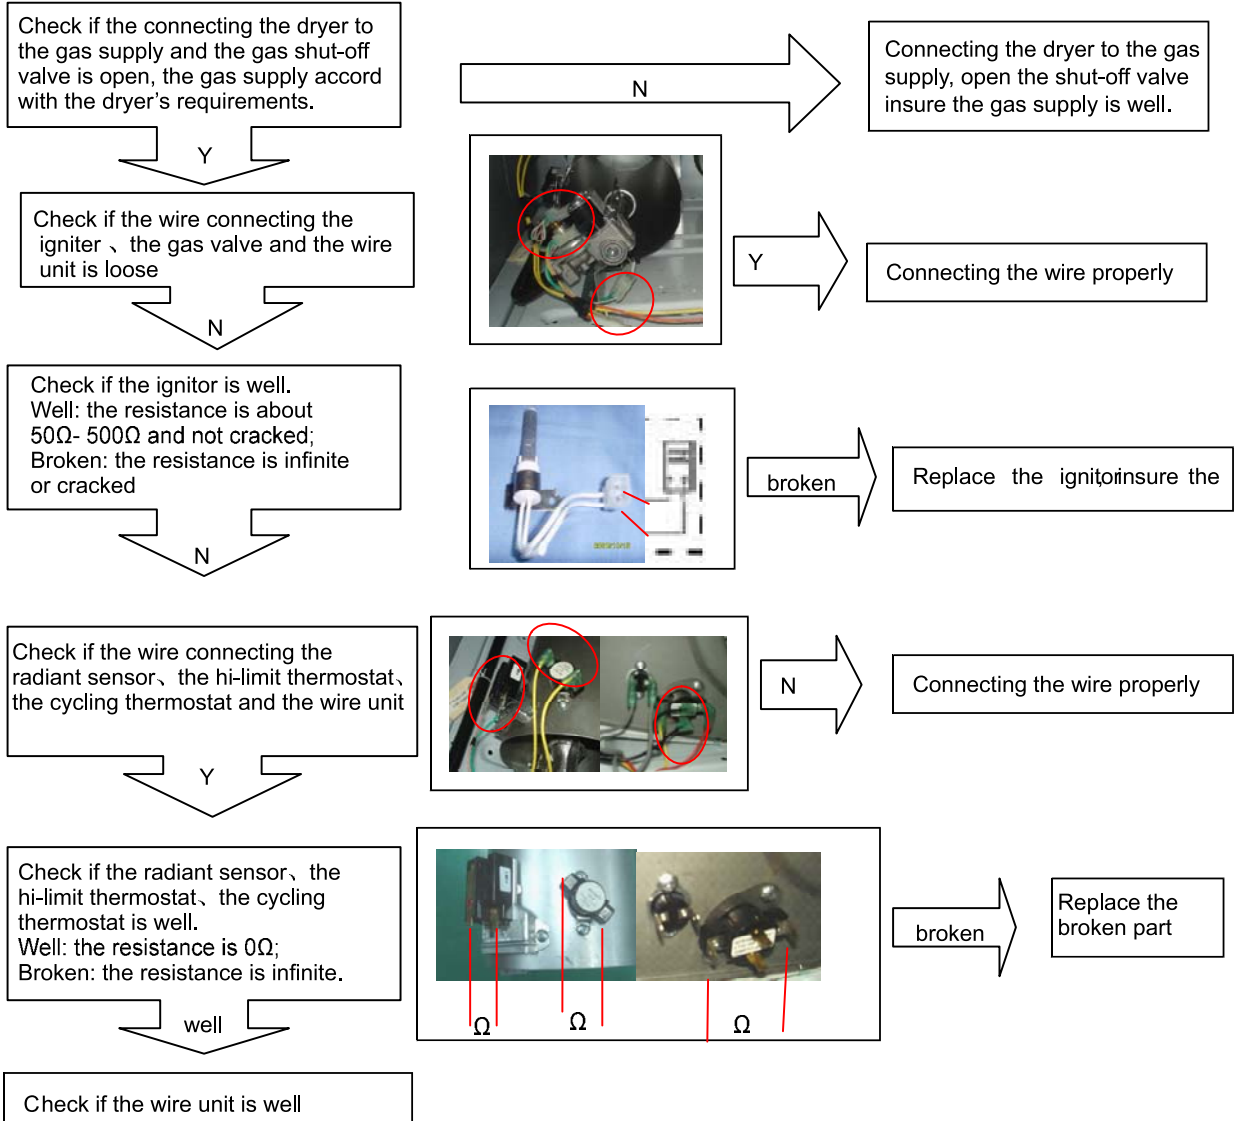 Check if the connecting the dryer to
the gas supply and the gas shut-off
valve is open, the gas supply accord
with the dryer's requirements.
N
Connecting the dryer to the gas
supply, open the shut-off valve
insure the gas supply is well.
Y
Check if the wire connecting the
igniter 、the gas valve and the wire
unit is loose
Y
Connecting the wire properly
N
Check if the ignitor is well.
Well: the resistance is about
50Ω- 500Ω and not cracked;
Broken: the resistance is infinite
or cracked
broken
Replace the ignitor,insure the
N
Check if the wire connecting the
radiant sensor、the hi-limit thermostat、
the cycling thermostat and the wire unit
N
Connecting the wire properly
Y
Check if the radiant sensor、the
hi-limit thermostat、the cycling
thermostat is well.
Well: the resistance is 0Ω;
Broken: the resistance is infinite.
Ω Ω Ω
broken
Replace the
broken part
well
Check if the wire unit is well